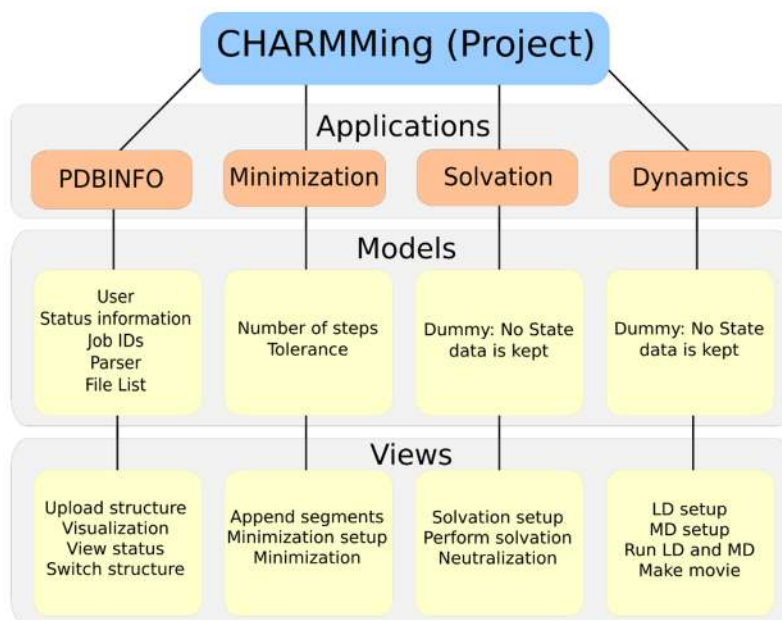 CHARMMing (Project)
Applications
PDBINFO
Minimization
Solvation
Dynamics
Models
User
Status information
Job IDs
Parser
File List
Number of steps
Tolerance
Dummy: No State
data is kept
Dummy: No State
data is kept
Views
Upload structure
Visualization
View status
Switch structure
Append segments
Minimization setup
Minimization
Solvation setup
Perform solvation
Neutralization
LD setup
MD setup
Run LD and MD
Make movie